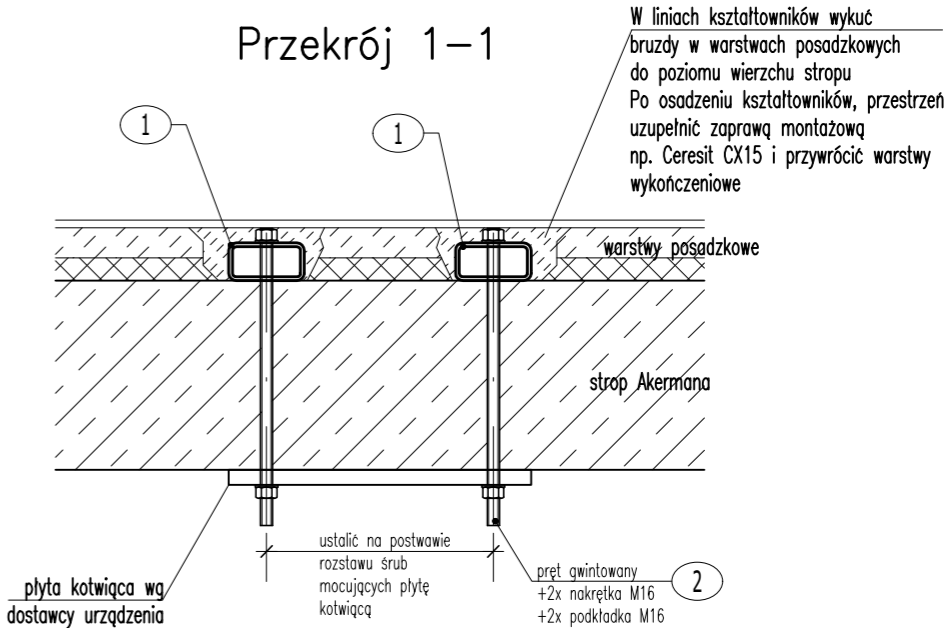 Przekrój 1-1
W liniach kształtowników wykuć
bruzdy w warstwach posadzkowych
do poziomu wierzchu stropu
Po osadzeniu kształtowników, przestrzeń
uzupełnić zaprawą montażową
np. Ceresit CX15 i przywrócić warstwy
wykończeniowe
1
1
warstwy posadzkowe
strop Akermana
ustalić na postwawie
rozstawu śrub
mocujących płytę
kotwiącą
płyta kotwiąca wg
dostawcy urządzenia
pręt gwintowany
+2x nakrętka M16
+2x podkładka M16
2